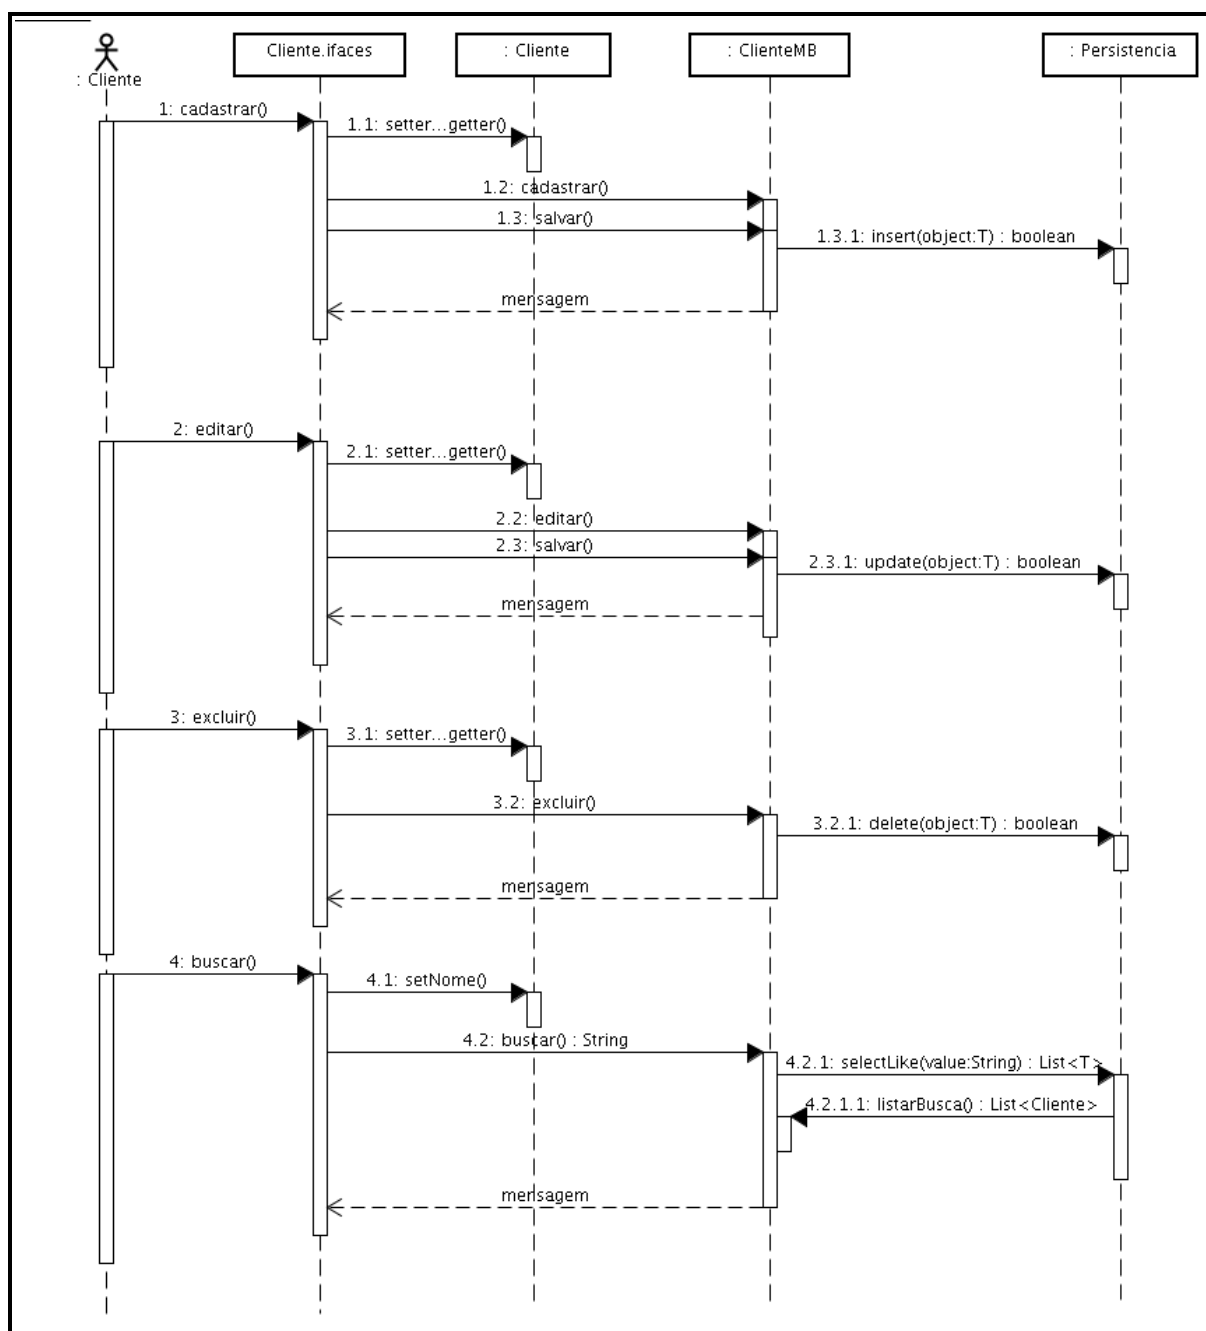 : Cliente
Cliente.ifaces
: Cliente
: ClienteMB
: Persistencia
1: cadastrar()
1.1: setter...getter()
1.2: cadastrar()
1.3: salvar()
1.3.1: insert(object:T) : boolean
mensagem
2: editar()
2.1: setter...getter()
2.2: editar()
2.3: salvar()
2.3.1: update(object:T) : boolean
mensagem
3: excluir()
3.1: setter...getter()
3.2: excluir()
3.2.1: delete(object:T) : boolean
mensagem
4: buscar()
4.1: setNome()
4.2: buscar() : String
4.2.1: selectLike(value:String) : List<T>
4.2.1.1: listarBusca() : List<Cliente>
mensagem